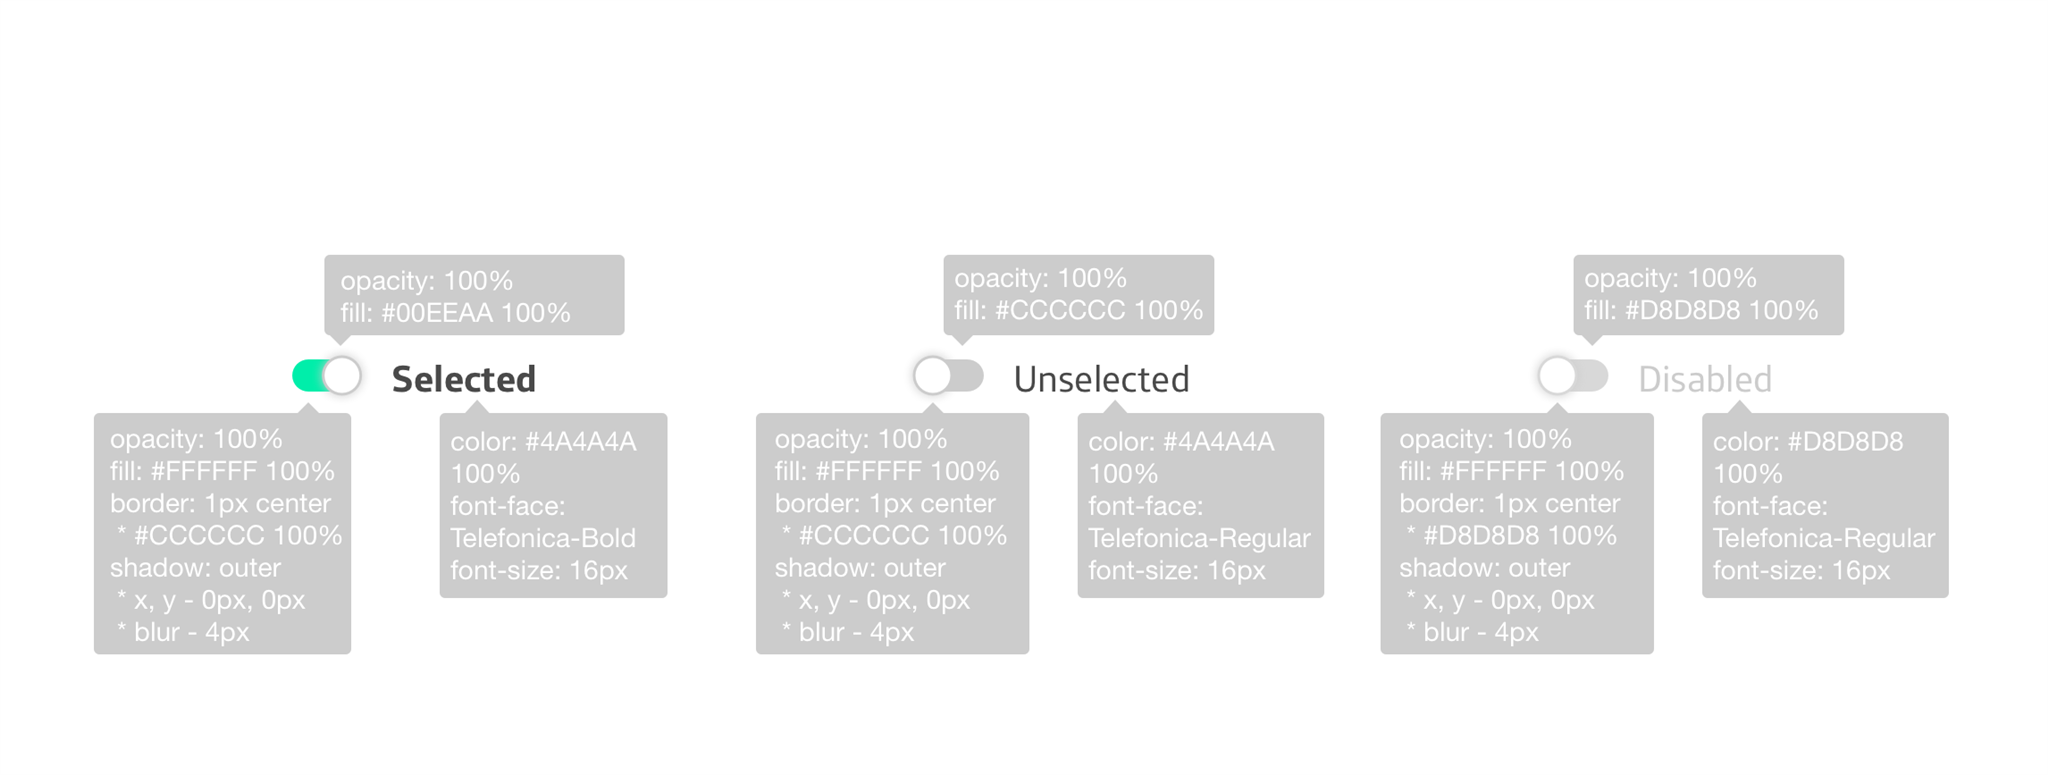 opacity: 100%
fill: #00EEAA 100%
Selected
opacity: 100%
fill: #FFFFFF 100%
border: 1px center
* #CCCCCC 100%
shadow: outer
* x, y - 0px, 0px
* blur - 4px
color: #4A4A4A
100%
font-face:
Telefonica-Bold
font-size: 16px
opacity: 100%
fill: #CCCCCC 100%
Unselected
opacity: 100%
fill: #FFFFFF 100%
border: 1px center
* #CCCCCC 100%
shadow: outer
* x, y - 0px, 0px
* blur - 4px
color: #4A4A4A
100%
font-face:
Telefonica-Regular
font-size: 16px
opacity: 100%
fill: #D8D8D8 100%
Disabled
opacity: 100%
fill: #FFFFFF 100%
border: 1px center
* #D8D8D8 100%
shadow: outer
* x, y - 0px, 0px
* blur - 4px
color: #D8D8D8
100%
font-face:
Telefonica-Regular
font-size: 16px